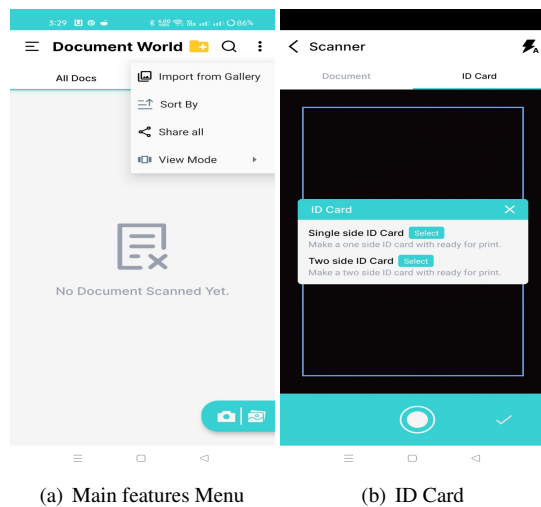 3:29 86%
Document World
All Docs
Import from Gallery
Sort By
Share all
View Mode
No Document Scanned Yet.
(a) Main features Menu
Scanner
A
Document ID Card
ID Card
Single side ID Card Select
Make a one side ID card with ready for print.
Two side ID Card Select
Make a two side ID card with ready for print.
(b) ID Card